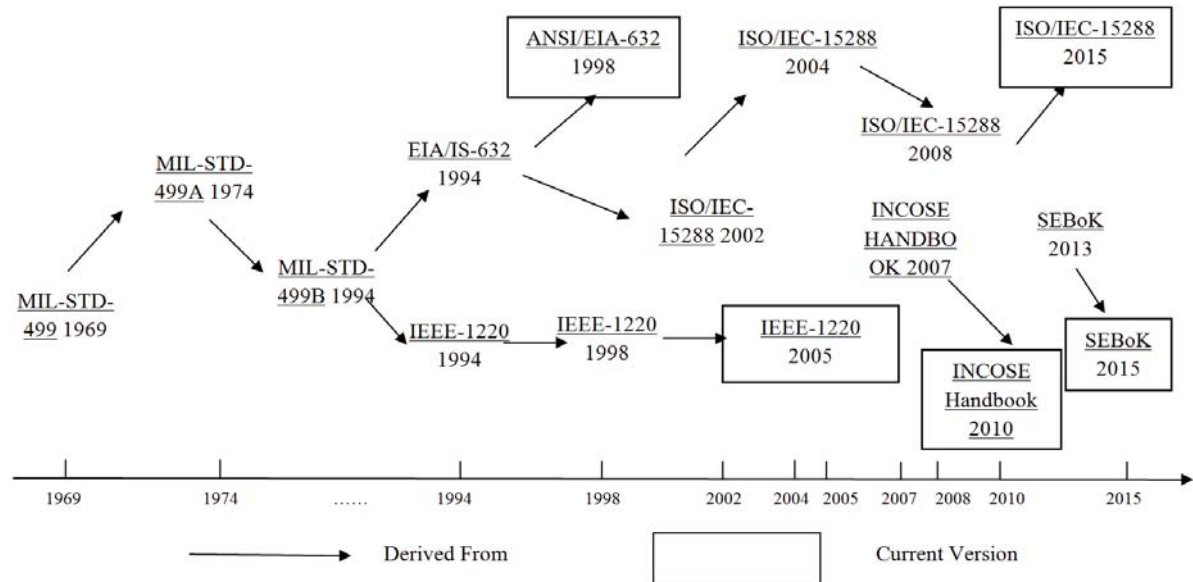 ANSI/EIA-632
1998
ISO/IEC-15288
2004
ISO/IEC-15288
2015
ISO/IEC-15288
2008
EIA/IS-632
1994
MIL-STD-
499A 1974
ISO/IEC-
15288 2002
INCOSE
HANDBO
OK 2007
SEBoK
2013
MIL-STD-
499B 1994
MIL-STD-
499 1969
IEEE-1220
1994
IEEE-1220
1998
IEEE-1220
2005
INCOSE
Handbook
2010
SEBoK
2015
1969
1974
......
1994
1998
2002
2004
2005
2007
2008
2010
2015
Derived From
Current Version